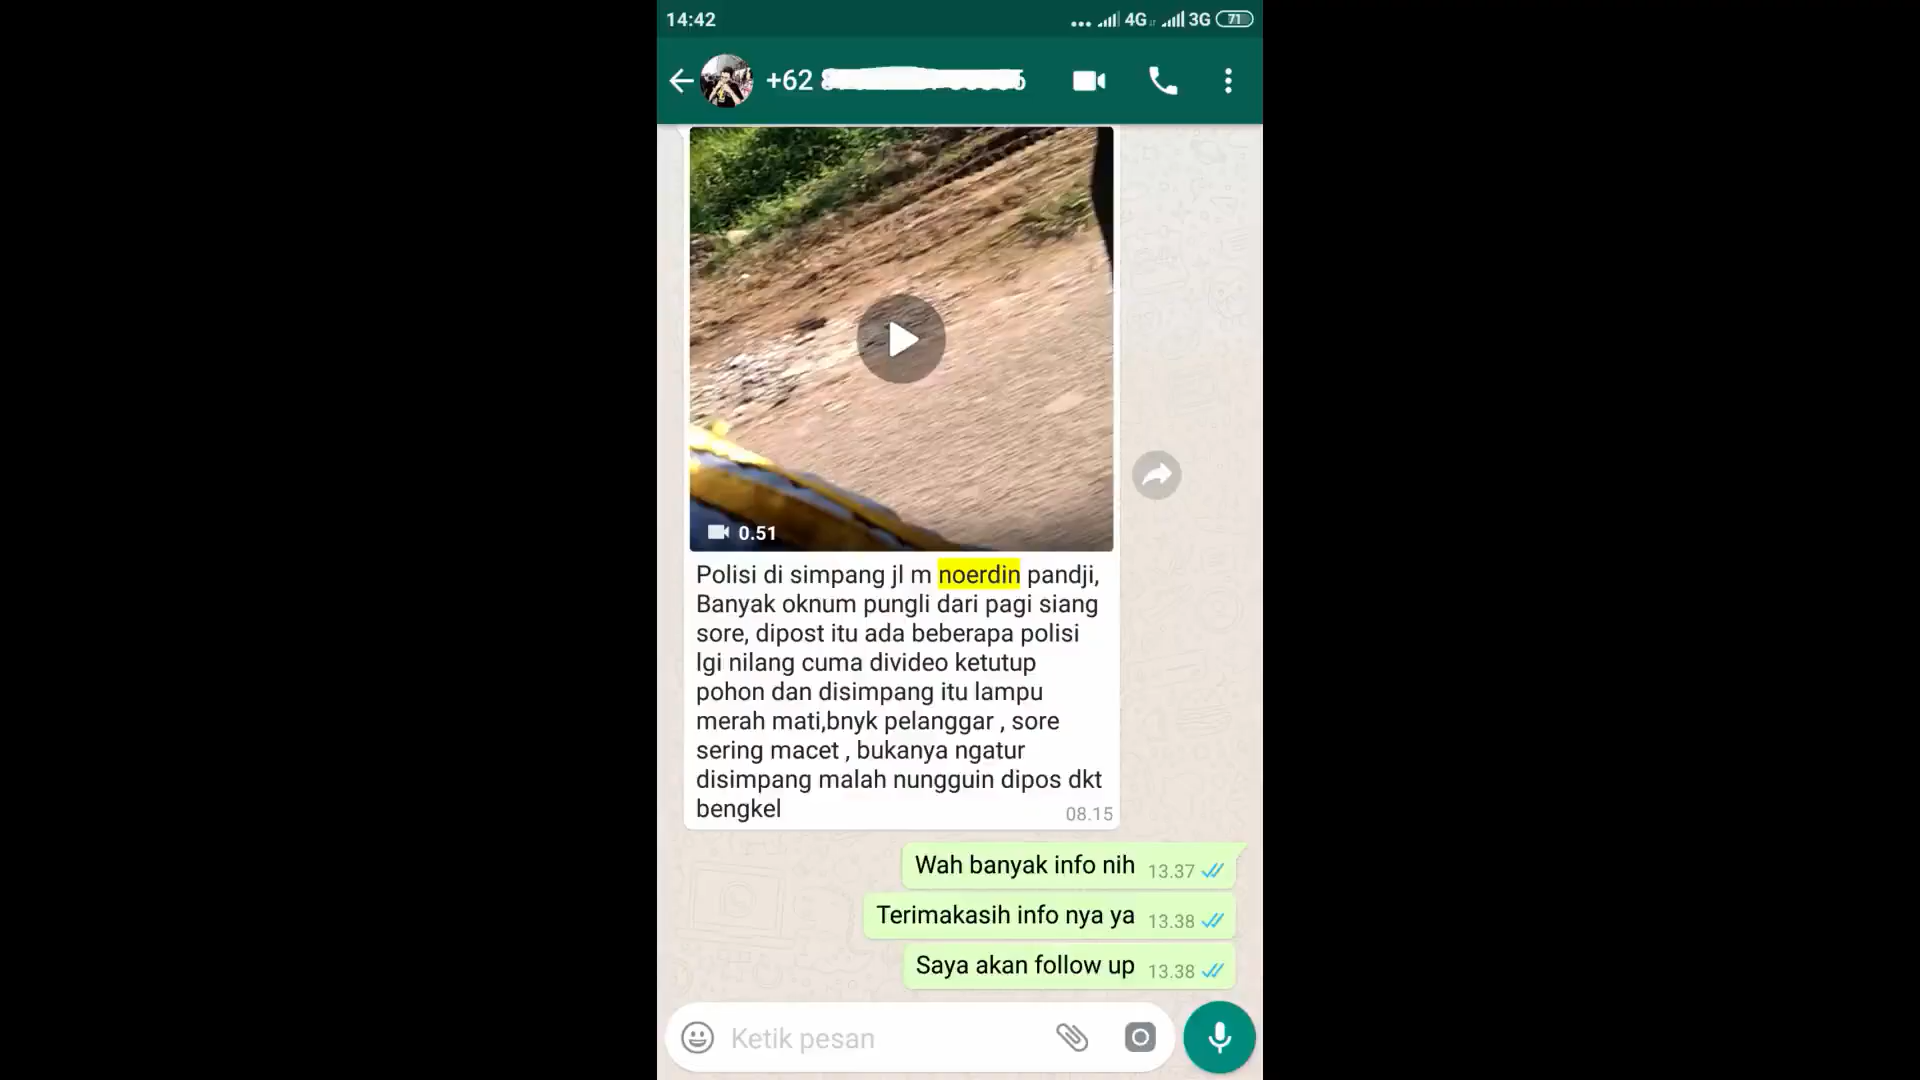 14:42
4G 3G 71
+62
0.51
Polisi di simpang jl m noerdin pandji,
Banyak oknum pungli dari pagi siang
sore, dipost itu ada beberapa polisi
lgi nilang cuma divideo ketutup
pohon dan disimpang itu lampu
merah mati,bnyk pelanggar , sore
sering macet , bukanya ngatur
disimpang malah nungguin dipos dkt
bengkel
08.15
Wah banyak info nih 13.37
Terimakasih info nya ya 13.38
Saya akan follow up 13.38
Ketik pesan